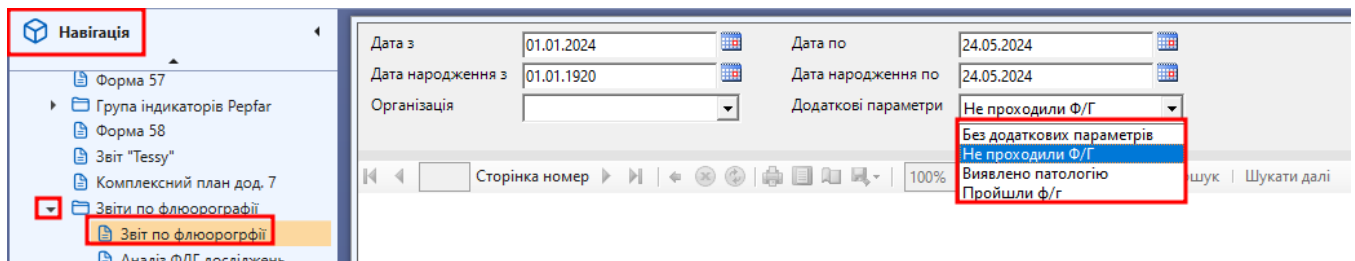 Навігація
Форма 57
Група індикаторів Pepfar
Форма 58
Звіт "Tessy"
Комплексний план дод. 7
Звіти по флюорографії
Звіт по флюорогрфії
Аналіз ФЛГ досліджень
Дата з 01.01.2024 Дата по 24.05.2024
Дата народження з 01.01.1920 Дата народження по 24.05.2024
Організація Додаткові параметри Не проходили Ф/Г
Без додаткових параметрів
Не проходили Ф/Г
Виявлено патологію
Пройшли ф/г
Сторінка номер 100% Шукати далі